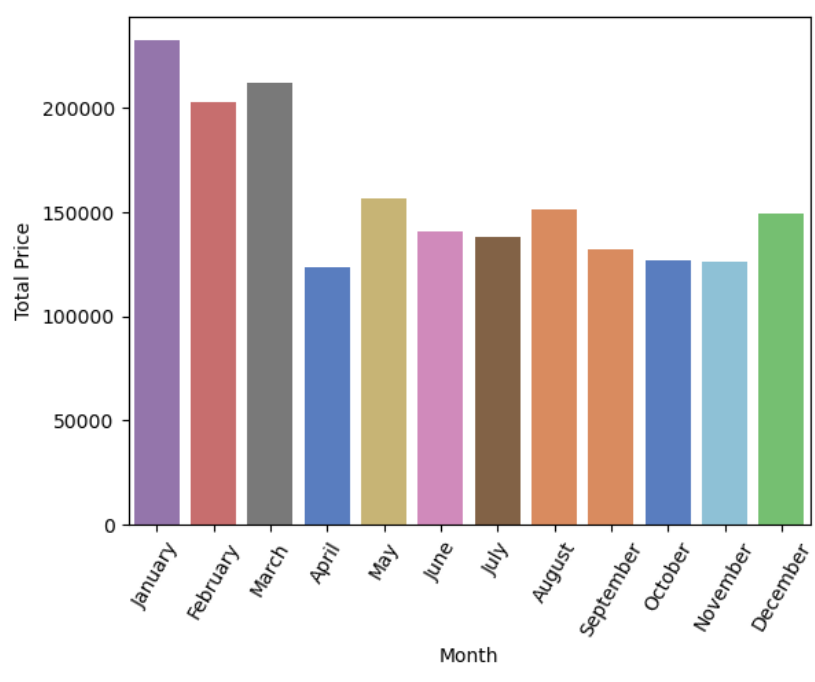 Total Price
200000
150000
100000
50000
0
January
February
March
April
May
June
July
August
September
October
November
December
Month